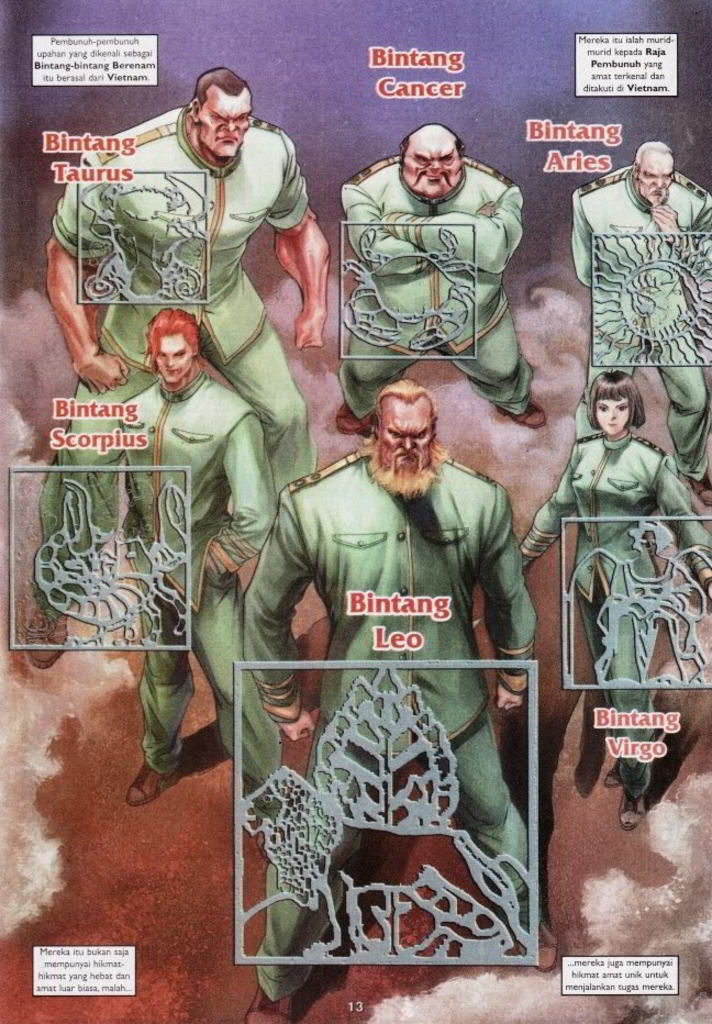 Pembunuh-pembunuh
upahan yang dikenali sebagai
Bintang-bintang Berenam
itu berasal dari Vietnam.
Bintang
Cancer
Mereka itu ialah murid-
murid kepada Raja
Pembunuh yang
amat terkenal dan
ditakuti di Vietnam.
Bintang
Taurus
Bintang
Aries
Bintang
Scorpius
Bintang
Leo
Bintang
Virgo
Mereka itu bukan saja
mempunyai hikmat-
hikmat yang hebat dan
amat luar biasa, malah...
...mereka juga mempunyai
hikmat amat unik untuk
menjalankan tugas mereka.
13